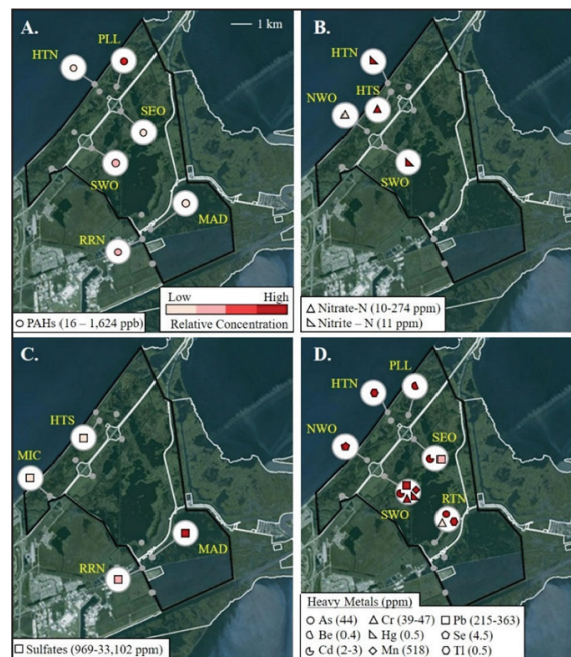 A.
1 km
HTN
PLL
SEO
SWO
MAD
RRN
Low High
Relative Concentration
PAHs (16 – 1,624 ppb)
B.
HTN
NWO
HTS
SWO
Nitrate-N (10-274 ppm)
Nitrite – N (11 ppm)
C.
HTS
MIC
MAD
RRN
Sulfates (969-33,102 ppm)
D.
PLL
HTN
NWO
SEO
SWO
RTN
Heavy Metals (ppm)
As (44) Cr (39-47) Pb (215-363)
Be (0.4) Hg (0.5) Se (4.5)
Cd (2-3) Mn (518) Tl (0.5)